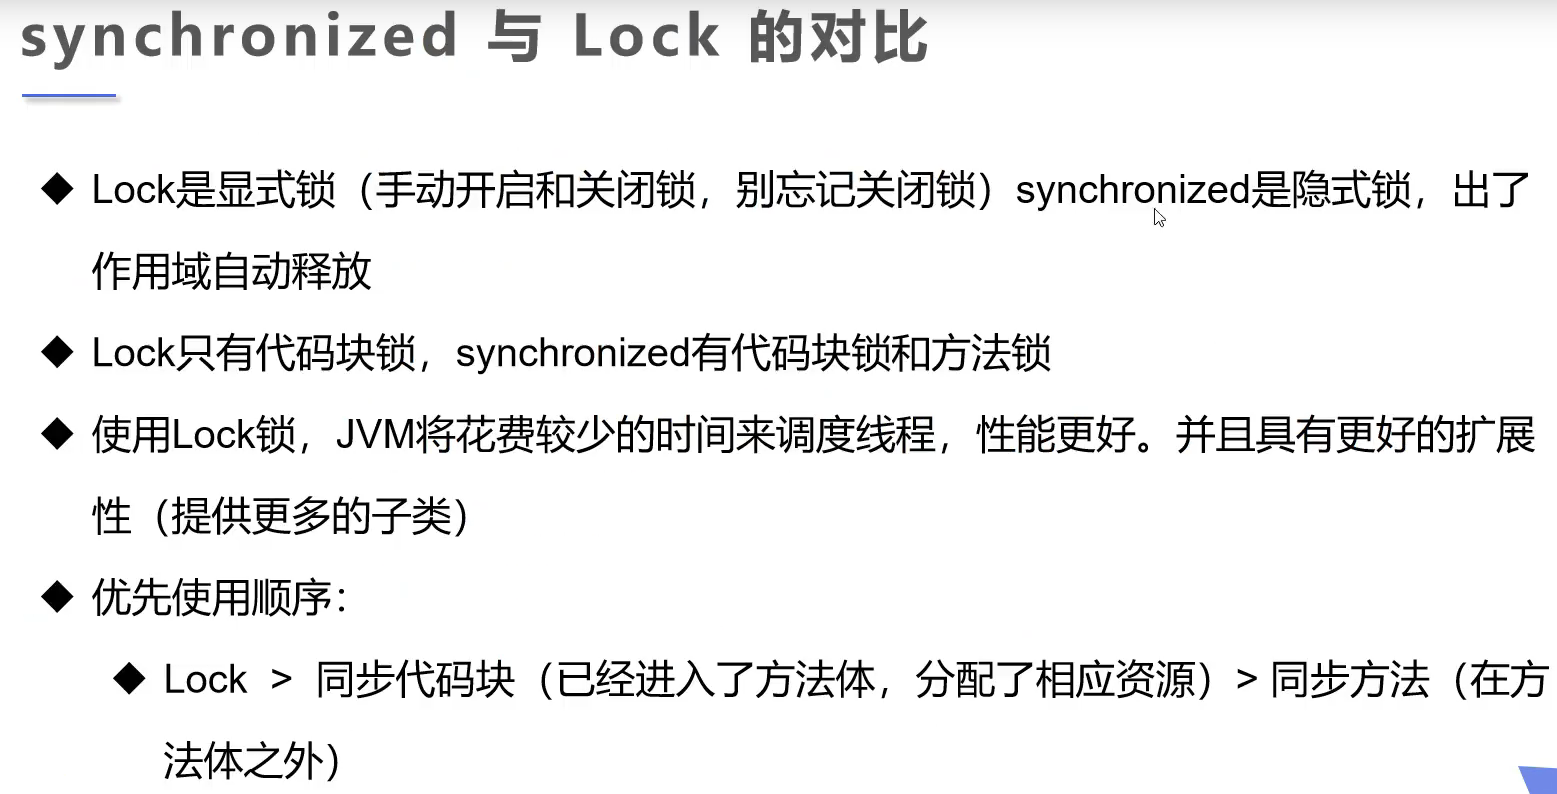 synchronized 与 Lock 的对比
◆ Lock是显式锁（手动开启和关闭锁，别忘记关闭锁）synchronized是隐式锁，出了
作用域自动释放
◆ Lock只有代码块锁，synchronized有代码块锁和方法锁
◆ 使用Lock锁，JVM将花费较少的时间来调度线程，性能更好。并且具有更好的扩展
性（提供更多的子类）
◆ 优先使用顺序：
◆ Lock > 同步代码块（已经进入了方法体，分配了相应资源）> 同步方法（在方
法体之外）